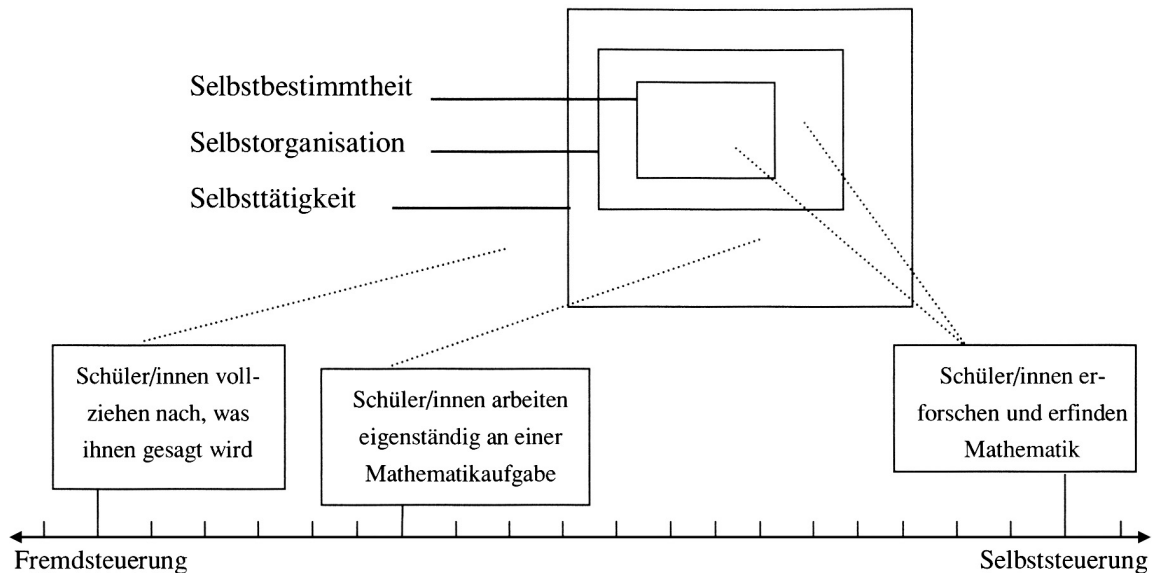 Selbstbestimmtheit
Selbstorganisation
Selbsttätigkeit
Schüler/innen voll-
ziehen nach, was
ihnen gesagt wird
Schüler/innen arbeiten
eigenständig an einer
Mathematikaufgabe
Schüler/innen er-
forschen und erfinden
Mathematik
Fremdsteuerung
Selbststeuerung